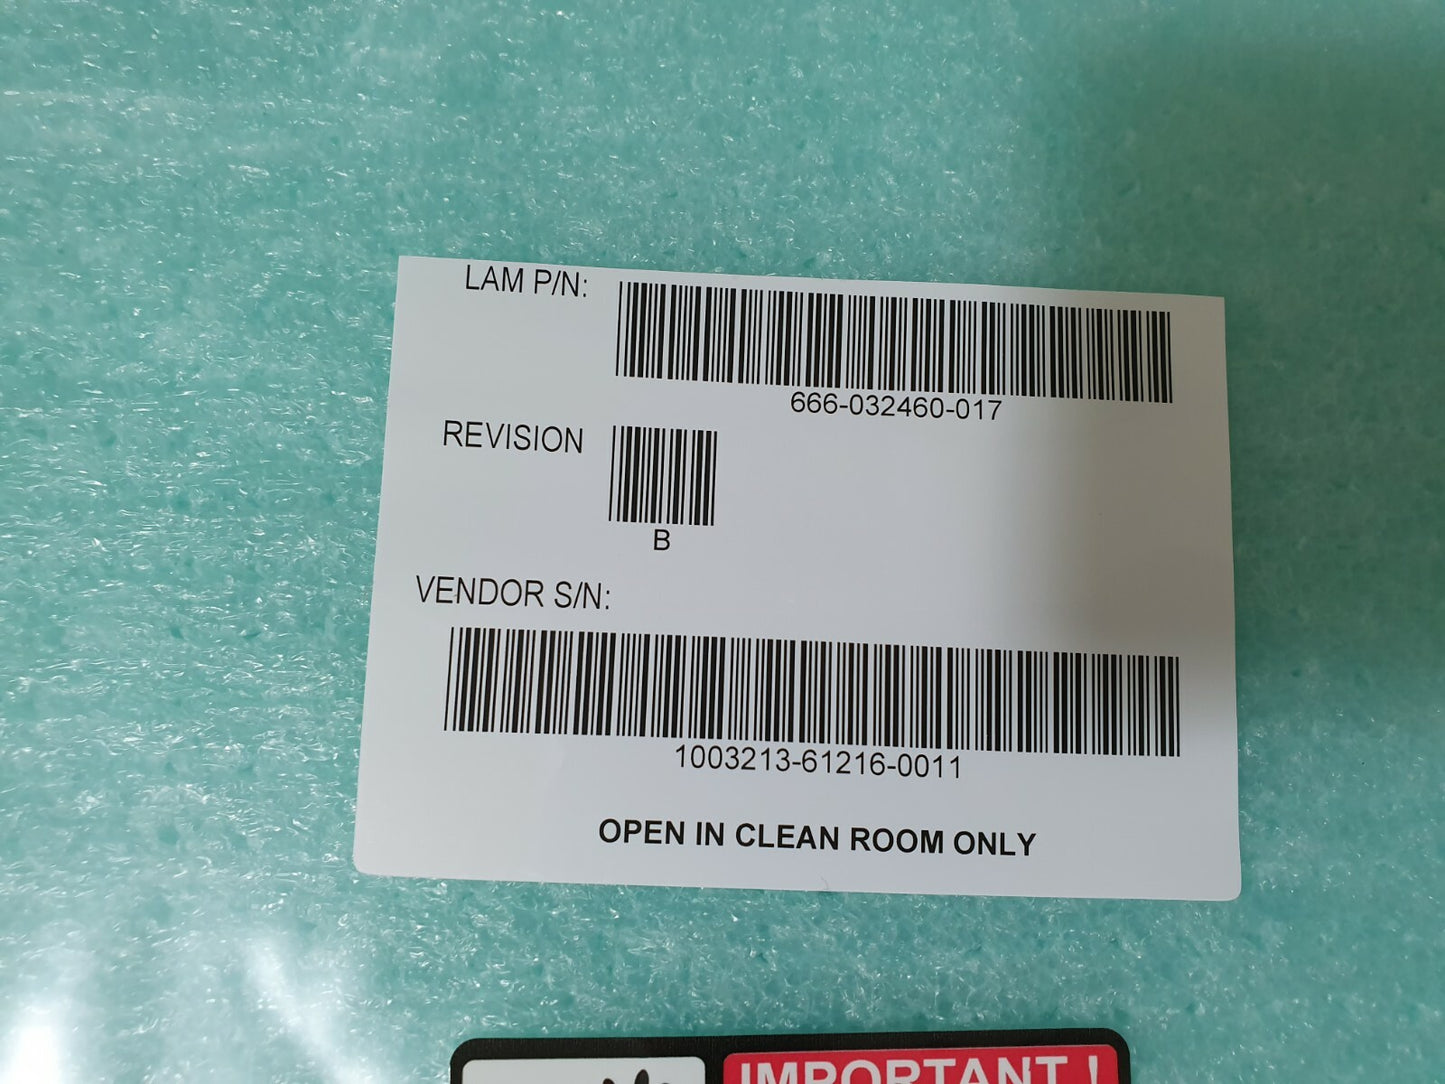 LAM P/N:
666-032460-017
REVISION
B
VENDOR S/N:
1003213-61216-0011
OPEN IN CLEAN ROOM ONLY
IMPORTANT !